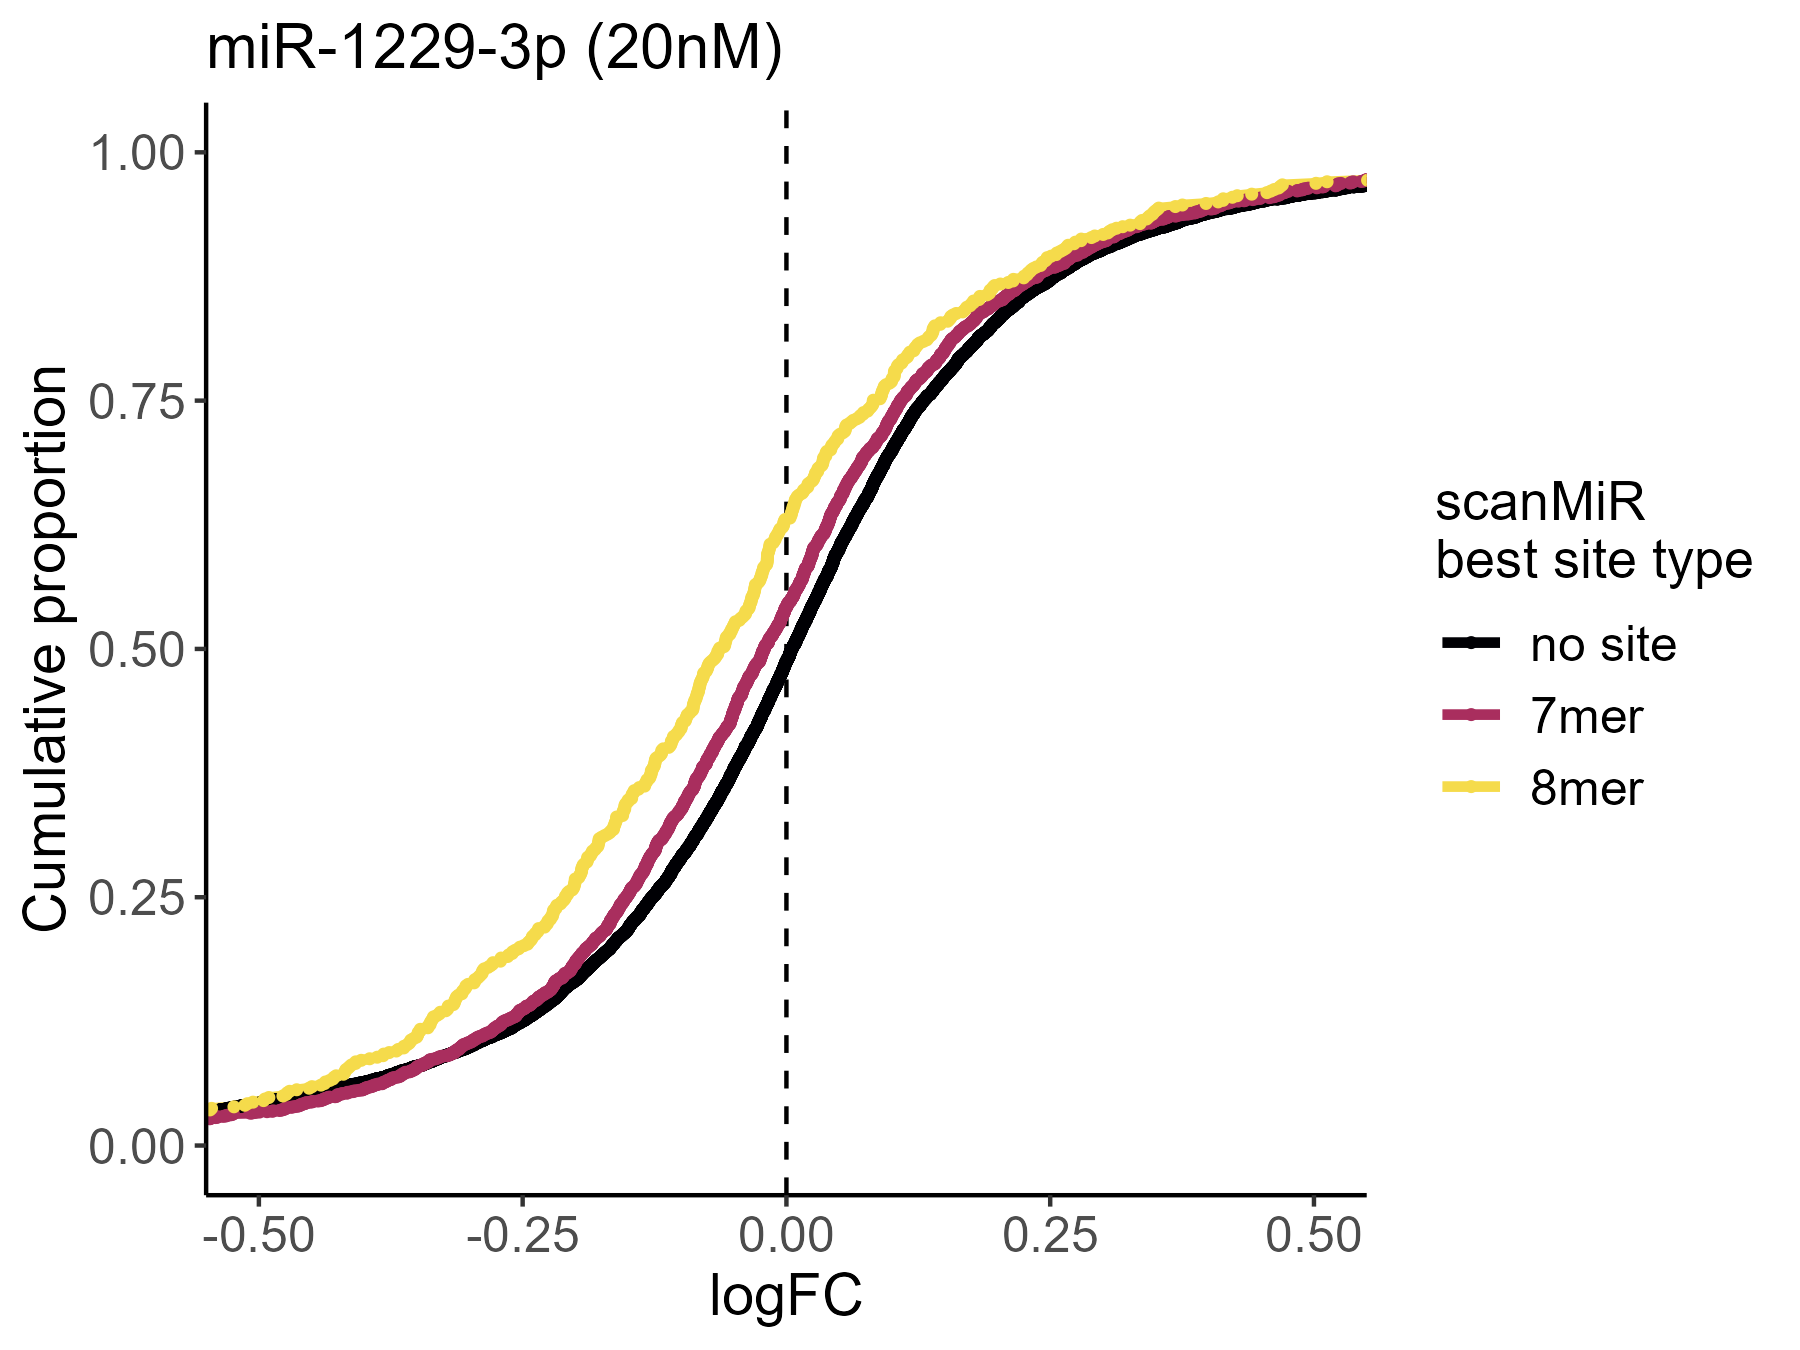 miR-1229-3p (20nM)
1.00
0.75
0.50
0.25
0.00
Cumulative proportion
-0.50
-0.25
0.00
0.25
0.50
logFC
scanMiR
best site type
no site
7mer
8mer